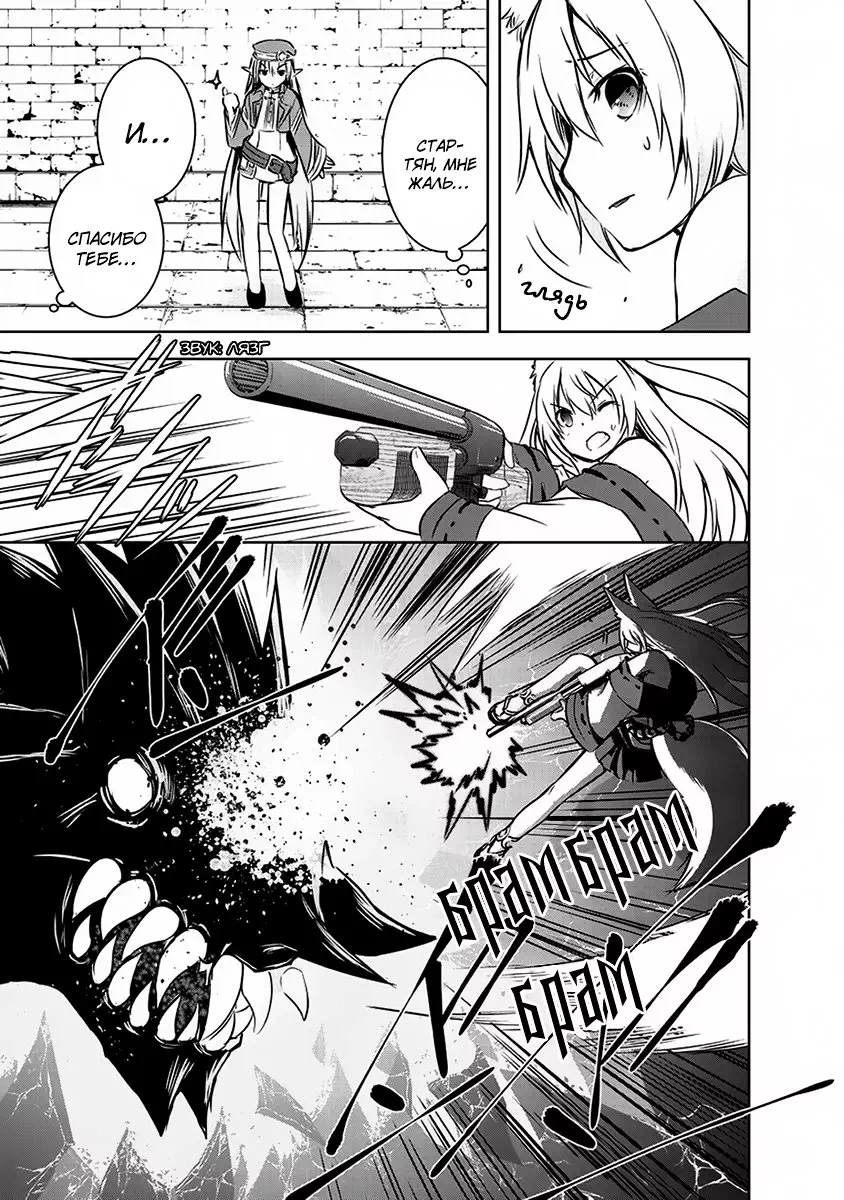 глядь
СТАР-
ТЯН, МНЕ
ЖАЛЬ...
И...
СПАСИБО
ТЕБЕ...
ЗВУК: ЛЯЗГ
БРАМ БРАМ
БРАМ